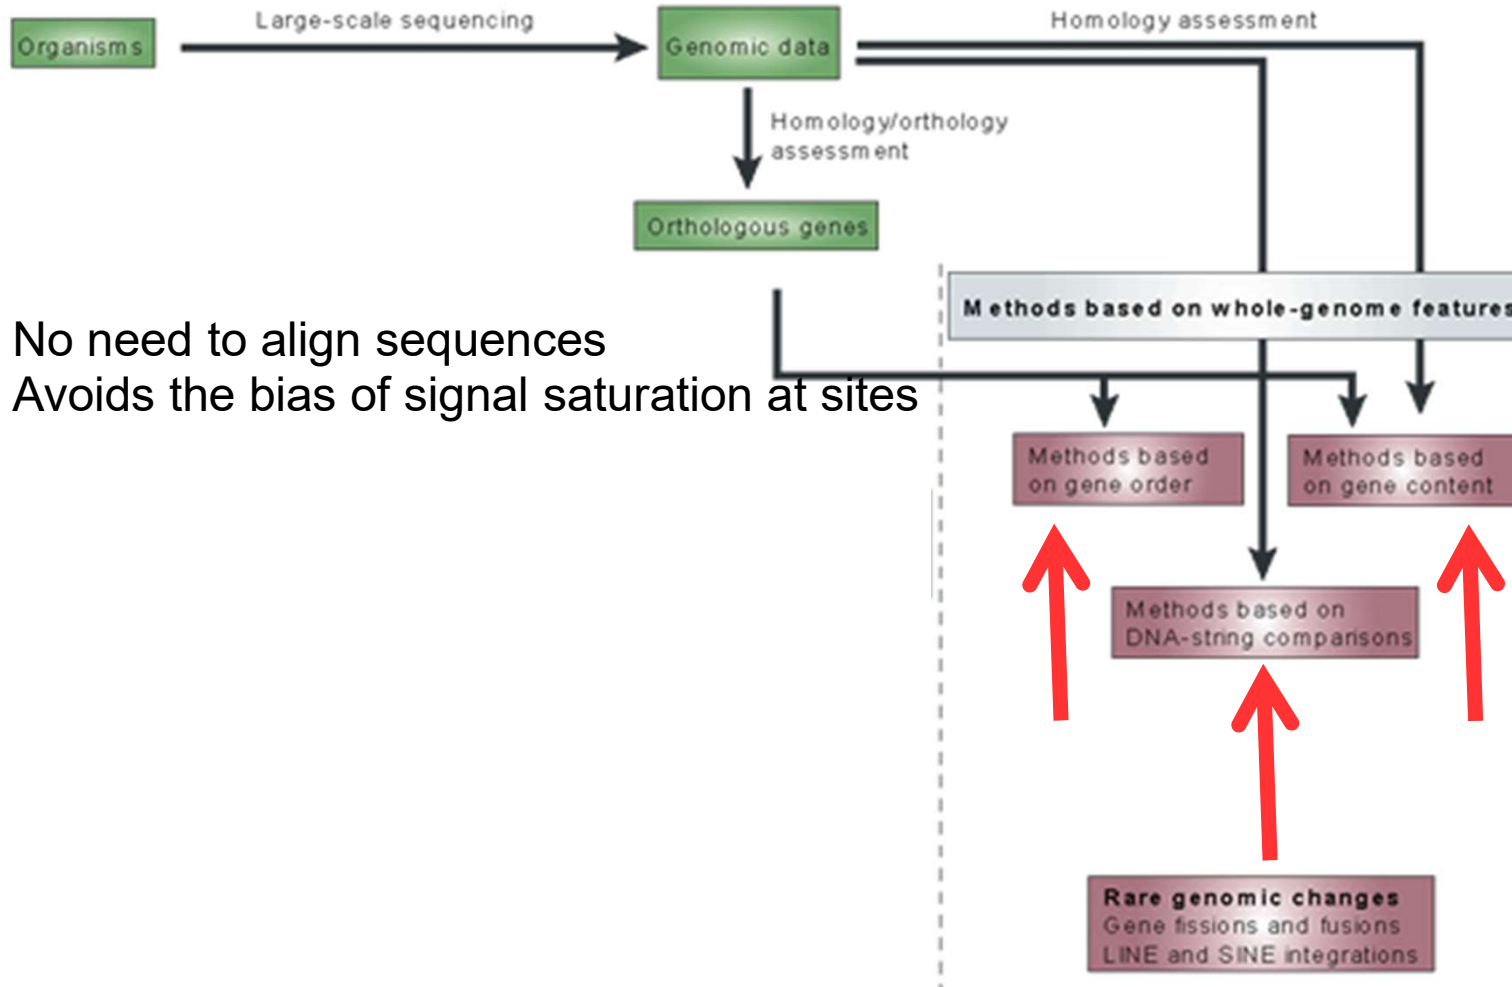 Large-scale sequencing
Homology assessment
Organisms
Genomic data
Homology/orthology
assessment
Orthologous genes
Methods based on whole-genome features
No need to align sequences
Avoids the bias of signal saturation at sites
Methods based
on gene order
Methods based
on gene content
Methods based on
DNA-string comparisons
Rare genomic changes
Gene fissions and fusions
LINE and SINE integrations